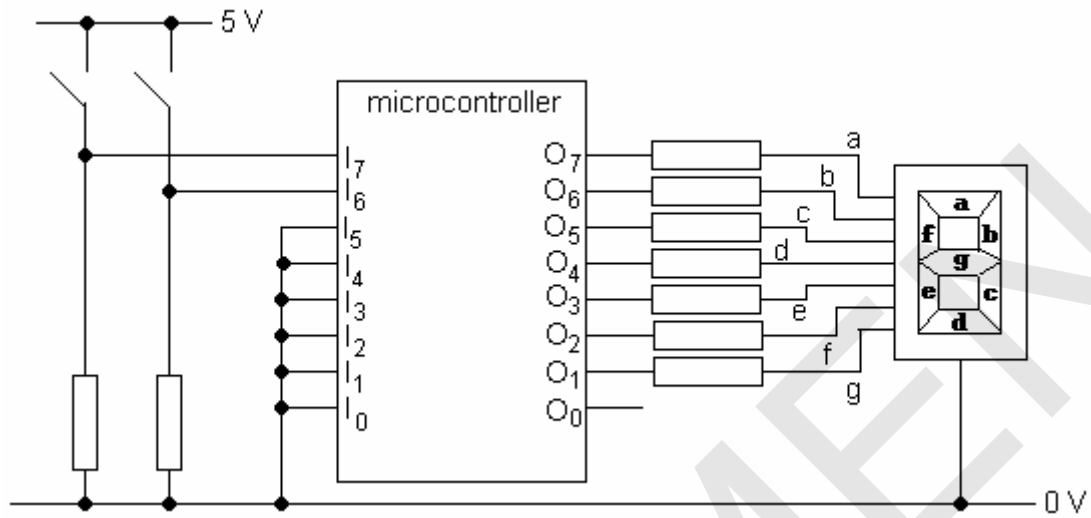 5 V
microcontroller
I7 O7 a
I6 O6 b
I5 O5 c
I4 O4 d
I3 O3 e
I2 O2 f
I1 O1 g
I0 O0
a
f b
g
e c
d
0 V